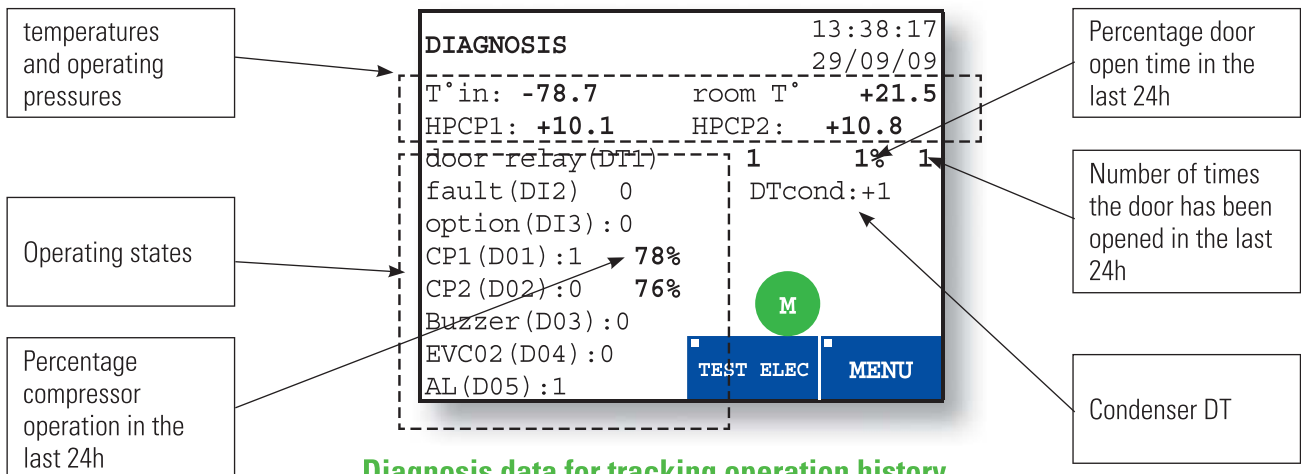 temperatures
and operating
pressures
Operating states
Percentage
compressor
operation in the
last 24h
DIAGNOSIS
13:38:17
29/09/09
T°in: -78.7 room T° +21.5
HPCP1: +10.1 HPCP2: +10.8
door relay(DT1) 1 1% 1
fault(DI2) 0 DTcond:+1
option(DI3):0
CP1(D01):1 78%
CP2(D02):0 76%
Buzzer(D03):0
EVC02(D04):0
AL(D05):1
M
TEST ELEC MENU
Percentage door
open time in the
last 24h
Number of times
the door has been
opened in the last
24h
Condenser DT
Diagnosis data for tracking operation history